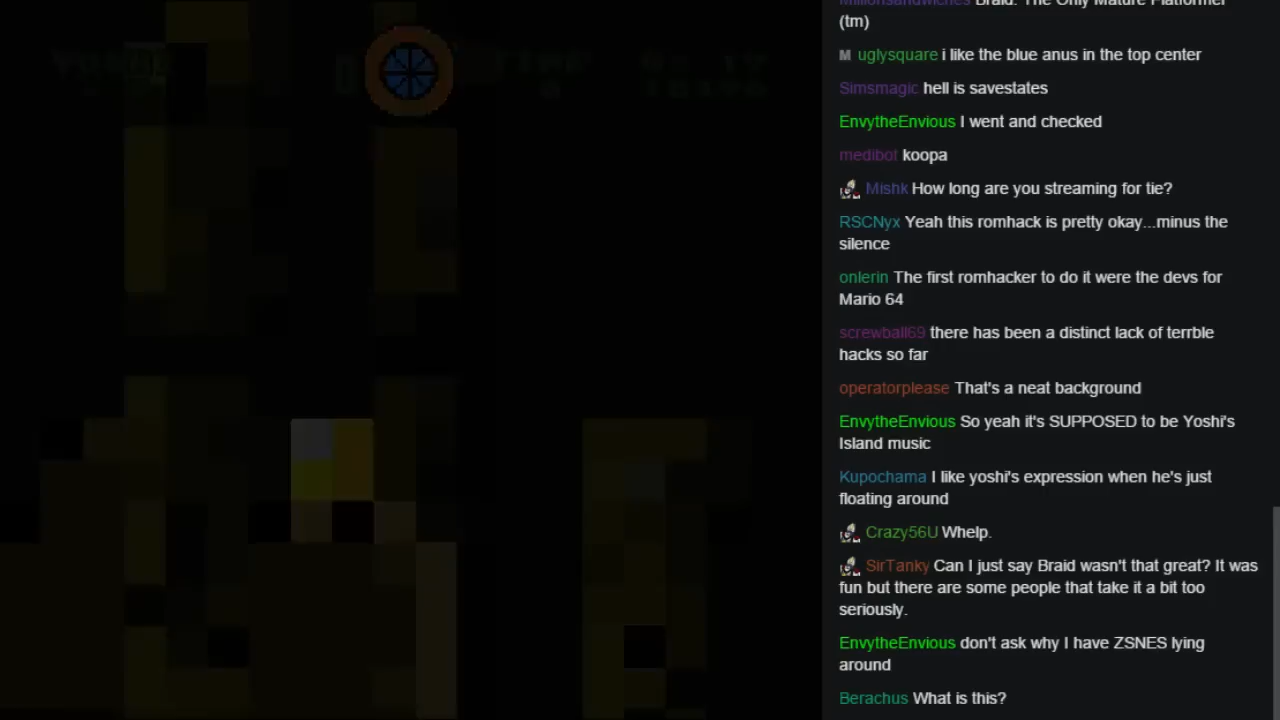 Millionsandwiches Braid: The Only Mature Platformer
(tm)
M uglysquare i like the blue anus in the top center
Simsmagic hell is savestates
EnvytheEnvious I went and checked
medibot koopa
Mishk How long are you streaming for tie?
RSCNyx Yeah this romhack is pretty okay...minus the
silence
onlerin The first romhacker to do it were the devs for
Mario 64
screwball69 there has been a distinct lack of terrble
hacks so far
operatorplease That's a neat background
EnvytheEnvious So yeah it's SUPPOSED to be Yoshi's
Island music
Kupochama I like yoshi's expression when he's just
floating around
Crazy56U Whelp.
SirTanky Can I just say Braid wasn't that great? It was
fun but there are some people that take it a bit too
seriously.
EnvytheEnvious don't ask why I have ZSNES lying
around
Berachus What is this?